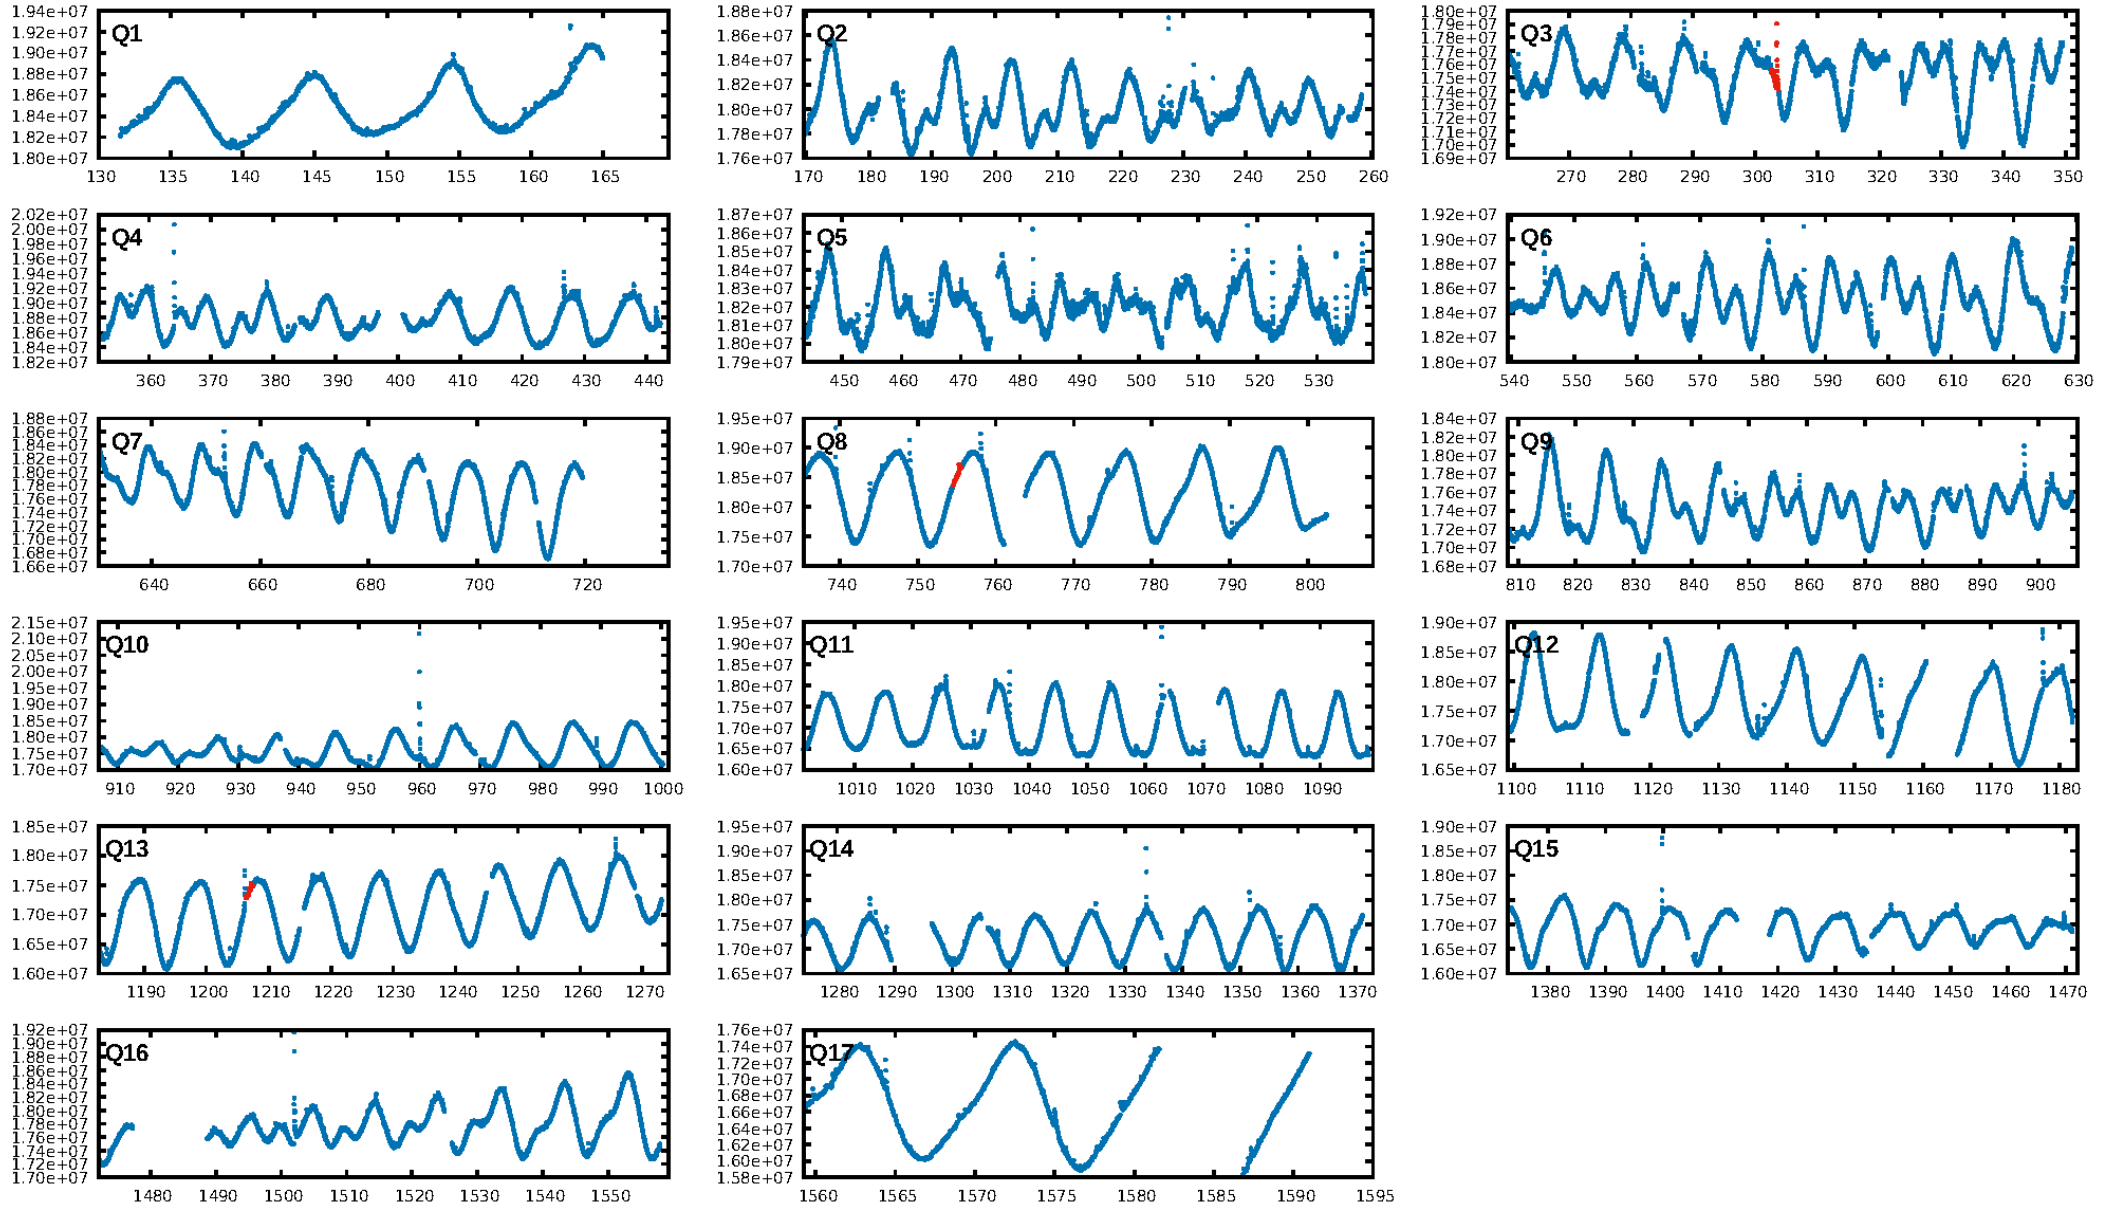 1.94e+07
1.92e+07
1.90e+07
1.88e+07
1.86e+07
1.84e+07
1.82e+07
1.80e+07
Q1
130 135 140 145 150 155 160 165
1.88e+07
1.86e+07
1.84e+07
1.82e+07
1.80e+07
1.78e+07
1.76e+07
Q2
170 180 190 200 210 220 230 240 250 260
1.80e+07
1.79e+07
1.78e+07
1.77e+07
1.76e+07
1.75e+07
1.74e+07
1.73e+07
1.72e+07
1.71e+07
1.70e+07
1.69e+07
Q3
270 280 290 300 310 320 330 340 350
2.02e+07
2.00e+07
1.98e+07
1.96e+07
1.94e+07
1.92e+07
1.90e+07
1.88e+07
1.86e+07
1.84e+07
1.82e+07
Q4
360 370 380 390 400 410 420 430 440
1.87e+07
1.86e+07
1.85e+07
1.84e+07
1.83e+07
1.82e+07
1.81e+07
1.80e+07
1.79e+07
Q5
450 460 470 480 490 500 510 520 530
1.92e+07
1.90e+07
1.88e+07
1.86e+07
1.84e+07
1.82e+07
1.80e+07
Q6
540 550 560 570 580 590 600 610 620 630
1.88e+07
1.86e+07
1.84e+07
1.82e+07
1.80e+07
1.78e+07
1.76e+07
1.74e+07
1.72e+07
1.70e+07
1.68e+07
1.66e+07
Q7
640 660 680 700 720
1.95e+07
1.90e+07
1.85e+07
1.80e+07
1.75e+07
1.70e+07
Q8
740 750 760 770 780 790 800
1.84e+07
1.82e+07
1.80e+07
1.78e+07
1.76e+07
1.74e+07
1.72e+07
1.70e+07
1.68e+07
Q9
810 820 830 840 850 860 870 880 890 900
2.15e+07
2.10e+07
2.05e+07
2.00e+07
1.95e+07
1.90e+07
1.85e+07
1.80e+07
1.75e+07
1.70e+07
Q10
910 920 930 940 950 960 970 980 990 1000
1.95e+07
1.90e+07
1.85e+07
1.80e+07
1.75e+07
1.70e+07
1.65e+07
1.60e+07
Q11
1010 1020 1030 1040 1050 1060 1070 1080 1090
1.90e+07
1.85e+07
1.80e+07
1.75e+07
1.70e+07
1.65e+07
Q12
1100 1110 1120 1130 1140 1150 1160 1170 1180
1.85e+07
1.80e+07
1.75e+07
1.70e+07
1.65e+07
1.60e+07
Q13
1190 1200 1210 1220 1230 1240 1250 1260 1270
1.95e+07
1.90e+07
1.85e+07
1.80e+07
1.75e+07
1.70e+07
1.65e+07
Q14
1280 1290 1300 1310 1320 1330 1340 1350 1360 1370
1.90e+07
1.85e+07
1.80e+07
1.75e+07
1.70e+07
1.65e+07
1.60e+07
Q15
1380 1390 1400 1410 1420 1430 1440 1450 1460 1470
1.92e+07
1.90e+07
1.88e+07
1.86e+07
1.84e+07
1.82e+07
1.80e+07
1.78e+07
1.76e+07
1.74e+07
1.72e+07
1.70e+07
Q16
1480 1490 1500 1510 1520 1530 1540 1550
1.76e+07
1.74e+07
1.72e+07
1.70e+07
1.68e+07
1.66e+07
1.64e+07
1.62e+07
1.60e+07
1.58e+07
Q17
1560 1565 1570 1575 1580 1585 1590 1595